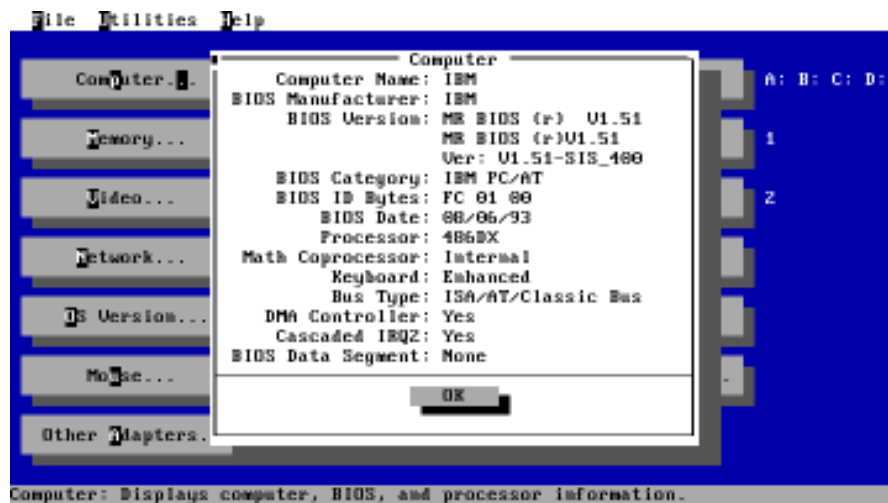 File Utilities Help
Computer
Computer...
A: B: C: D:
Computer Name: IBM
BIOS Manufacturer: IBM
BIOS Version: MR BIOS (r) V1.51
MR BIOS (r)V1.51
Ver: V1.51-SIS_400
Memory...
1
BIOS Category: IBM PC/AT
BIOS ID Bytes: FC 01 00
Video...
2
BIOS Date: 08/06/93
Processor: 486DX
Network...
Math Coprocessor: Internal
Keyboard: Enhanced
Bus Type: ISA/AT/Classic Bus
OS Version...
DMA Controller: Yes
Cascaded IRQ2: Yes
BIOS Data Segment: None
Mouse...
.
OK
Other Adapters.
Computer: Displays computer, BIOS, and processor information.